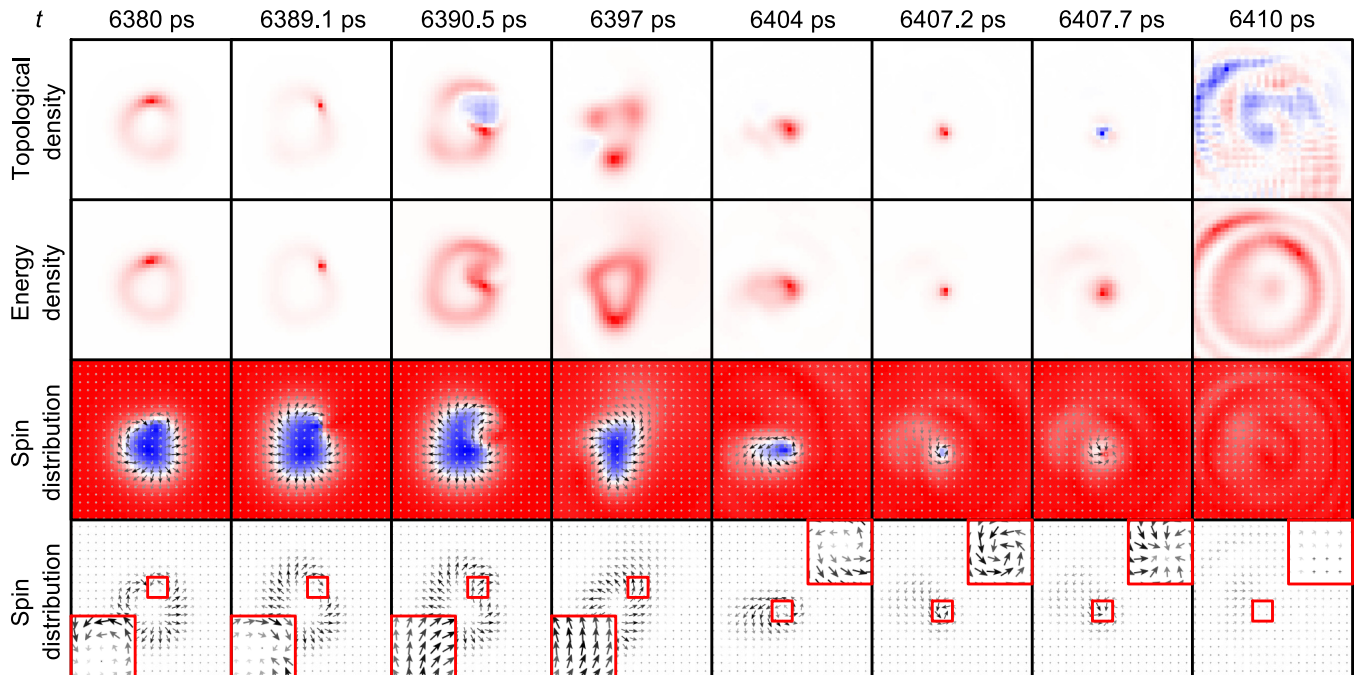 t 6380 ps 6389.1 ps 6390.5 ps 6397 ps 6404 ps 6407.2 ps 6407.7 ps 6410 ps
Topological
density
Energy
density
Spin
distribution
Spin
distribution